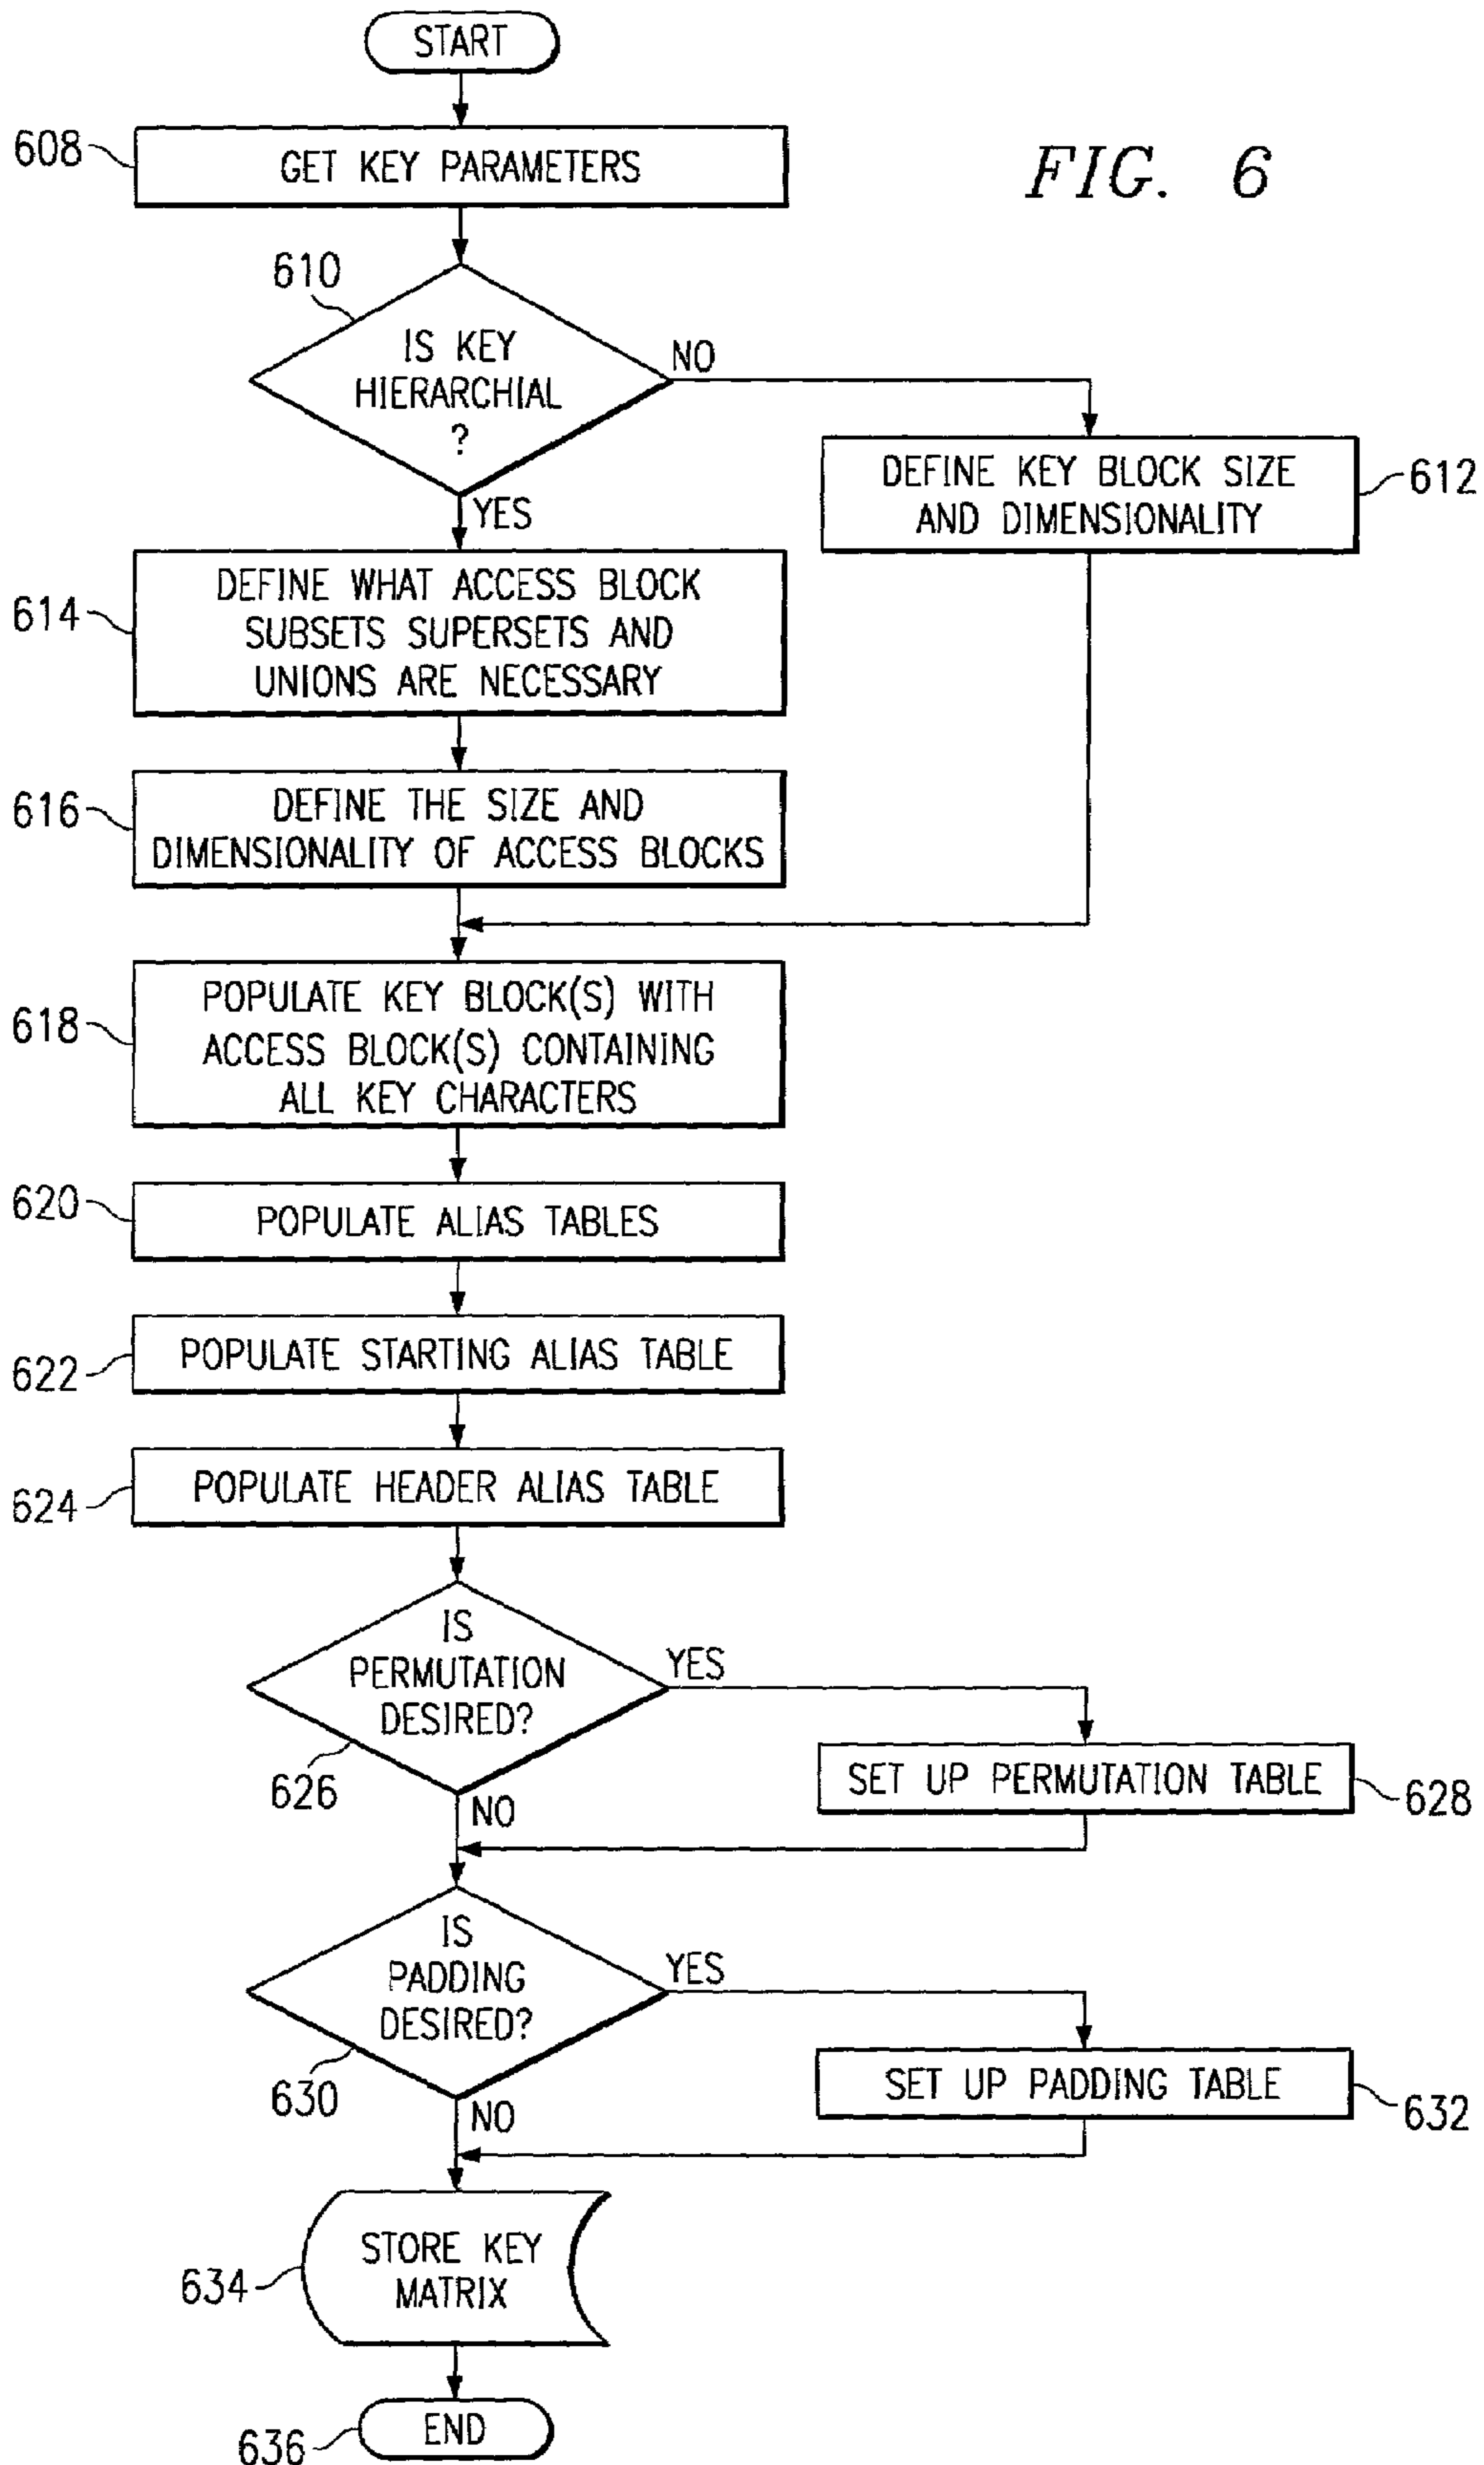 START
608
GET KEY PARAMETERS
FIG. 6
610
IS KEY
HIERARCHIAL
?
NO
YES
DEFINE KEY BLOCK SIZE
AND DIMENSIONALITY
612
614
DEFINE WHAT ACCESS BLOCK
SUBSETS SUPERSETS AND
UNIONS ARE NECESSARY
616
DEFINE THE SIZE AND
DIMENSIONALITY OF ACCESS BLOCKS
618
POPULATE KEY BLOCK(S) WITH
ACCESS BLOCK(S) CONTAINING
ALL KEY CHARACTERS
620
POPULATE ALIAS TABLES
622
POPULATE STARTING ALIAS TABLE
624
POPULATE HEADER ALIAS TABLE
IS
PERMUTATION
DESIRED?
YES
626
NO
SET UP PERMUTATION TABLE
628
IS
PADDING
DESIRED?
YES
630
NO
SET UP PADDING TABLE
632
STORE KEY
MATRIX
634
END
636